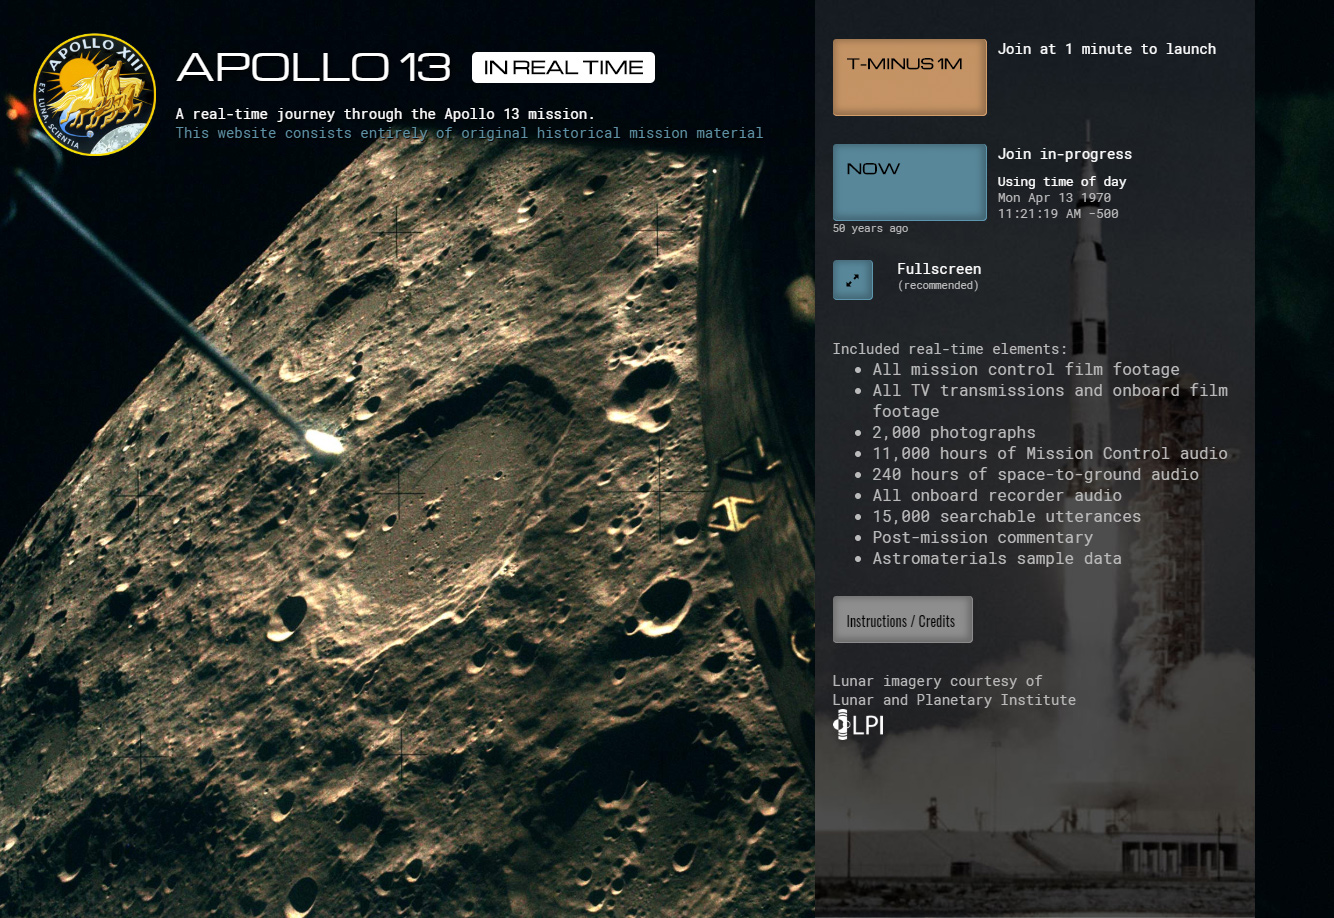 APOLLO XIII
EX LUNA, SCIENTIA
APOLLO 13 IN REAL TIME
A real-time journey through the Apollo 13 mission.
This website consists entirely of original historical mission material
T-MINUS 1M
Join at 1 minute to launch
NOW
Join in-progress
Using time of day
Mon Apr 13 1970
11:21:19 AM -500
50 years ago
Fullscreen
(recommended)
Included real-time elements:
• All mission control film footage
• All TV transmissions and onboard film
footage
• 2,000 photographs
• 11,000 hours of Mission Control audio
• 240 hours of space-to-ground audio
• All onboard recorder audio
• 15,000 searchable utterances
• Post-mission commentary
• Astromaterials sample data
Instructions / Credits
Lunar imagery courtesy of
Lunar and Planetary Institute
LPI